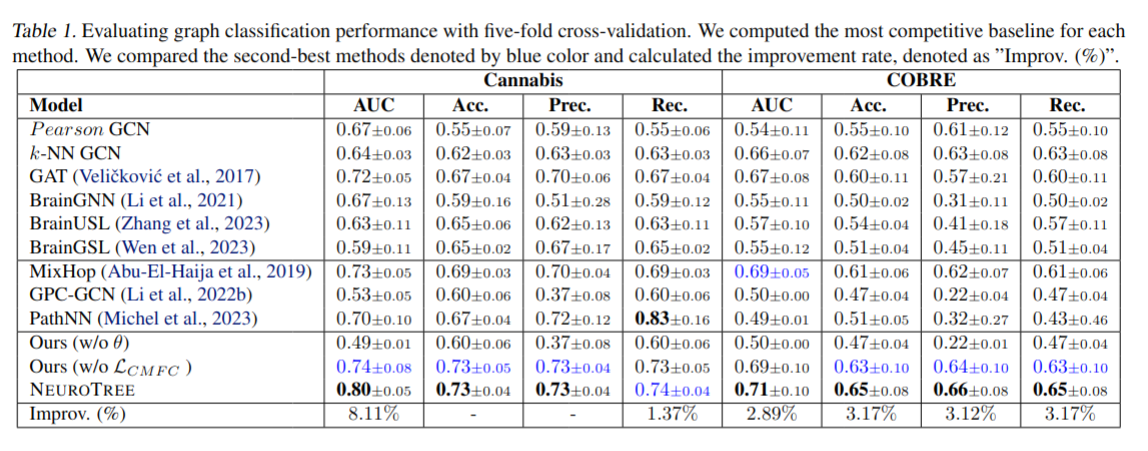 Table 1. Evaluating graph classification performance with five-fold cross-validation. We computed the most competitive baseline for each
method. We compared the second-best methods denoted by blue color and calculated the improvement rate, denoted as ”Improv. (%)”.
Cannabis COBRE
Model AUC Acc. Prec. Rec. AUC Acc. Prec. Rec.
Pearson GCN 0.67±0.06 0.55±0.07 0.59±0.13 0.55±0.06 0.54±0.11 0.55±0.10 0.61±0.12 0.55±0.10
k-NN GCN 0.64±0.03 0.62±0.03 0.63±0.03 0.63±0.03 0.66±0.07 0.62±0.08 0.63±0.08 0.63±0.08
GAT (Veličković et al., 2017) 0.72±0.05 0.67±0.04 0.70±0.06 0.67±0.04 0.67±0.08 0.60±0.11 0.57±0.21 0.60±0.11
BrainGNN (Li et al., 2021) 0.67±0.13 0.59±0.16 0.51±0.28 0.59±0.12 0.55±0.11 0.50±0.02 0.31±0.11 0.50±0.02
BrainUSL (Zhang et al., 2023) 0.63±0.11 0.65±0.06 0.62±0.13 0.63±0.11 0.57±0.10 0.54±0.04 0.41±0.18 0.57±0.11
BrainGSL (Wen et al., 2023) 0.59±0.11 0.65±0.02 0.67±0.17 0.65±0.02 0.55±0.12 0.51±0.04 0.45±0.11 0.51±0.04
MixHop (Abu-El-Haija et al., 2019) 0.73±0.05 0.69±0.03 0.70±0.04 0.69±0.03 0.69±0.05 0.61±0.06 0.62±0.07 0.61±0.06
GPC-GCN (Li et al., 2022b) 0.53±0.05 0.60±0.06 0.37±0.08 0.60±0.06 0.50±0.00 0.47±0.04 0.22±0.04 0.47±0.04
PathNN (Michel et al., 2023) 0.70±0.10 0.67±0.04 0.72±0.12 0.83±0.16 0.49±0.01 0.51±0.05 0.32±0.27 0.43±0.46
Ours (w/o θ) 0.49±0.01 0.60±0.06 0.37±0.08 0.60±0.06 0.50±0.00 0.47±0.04 0.22±0.01 0.47±0.04
Ours (w/o ℒCMFC ) 0.74±0.08 0.73±0.05 0.73±0.04 0.73±0.05 0.69±0.10 0.63±0.10 0.64±0.10 0.63±0.10
NEUROTREE 0.80±0.05 0.73±0.04 0.73±0.04 0.74±0.04 0.71±0.10 0.65±0.08 0.66±0.08 0.65±0.08
Improv. (%) 8.11% - - 1.37% 2.89% 3.17% 3.12% 3.17%